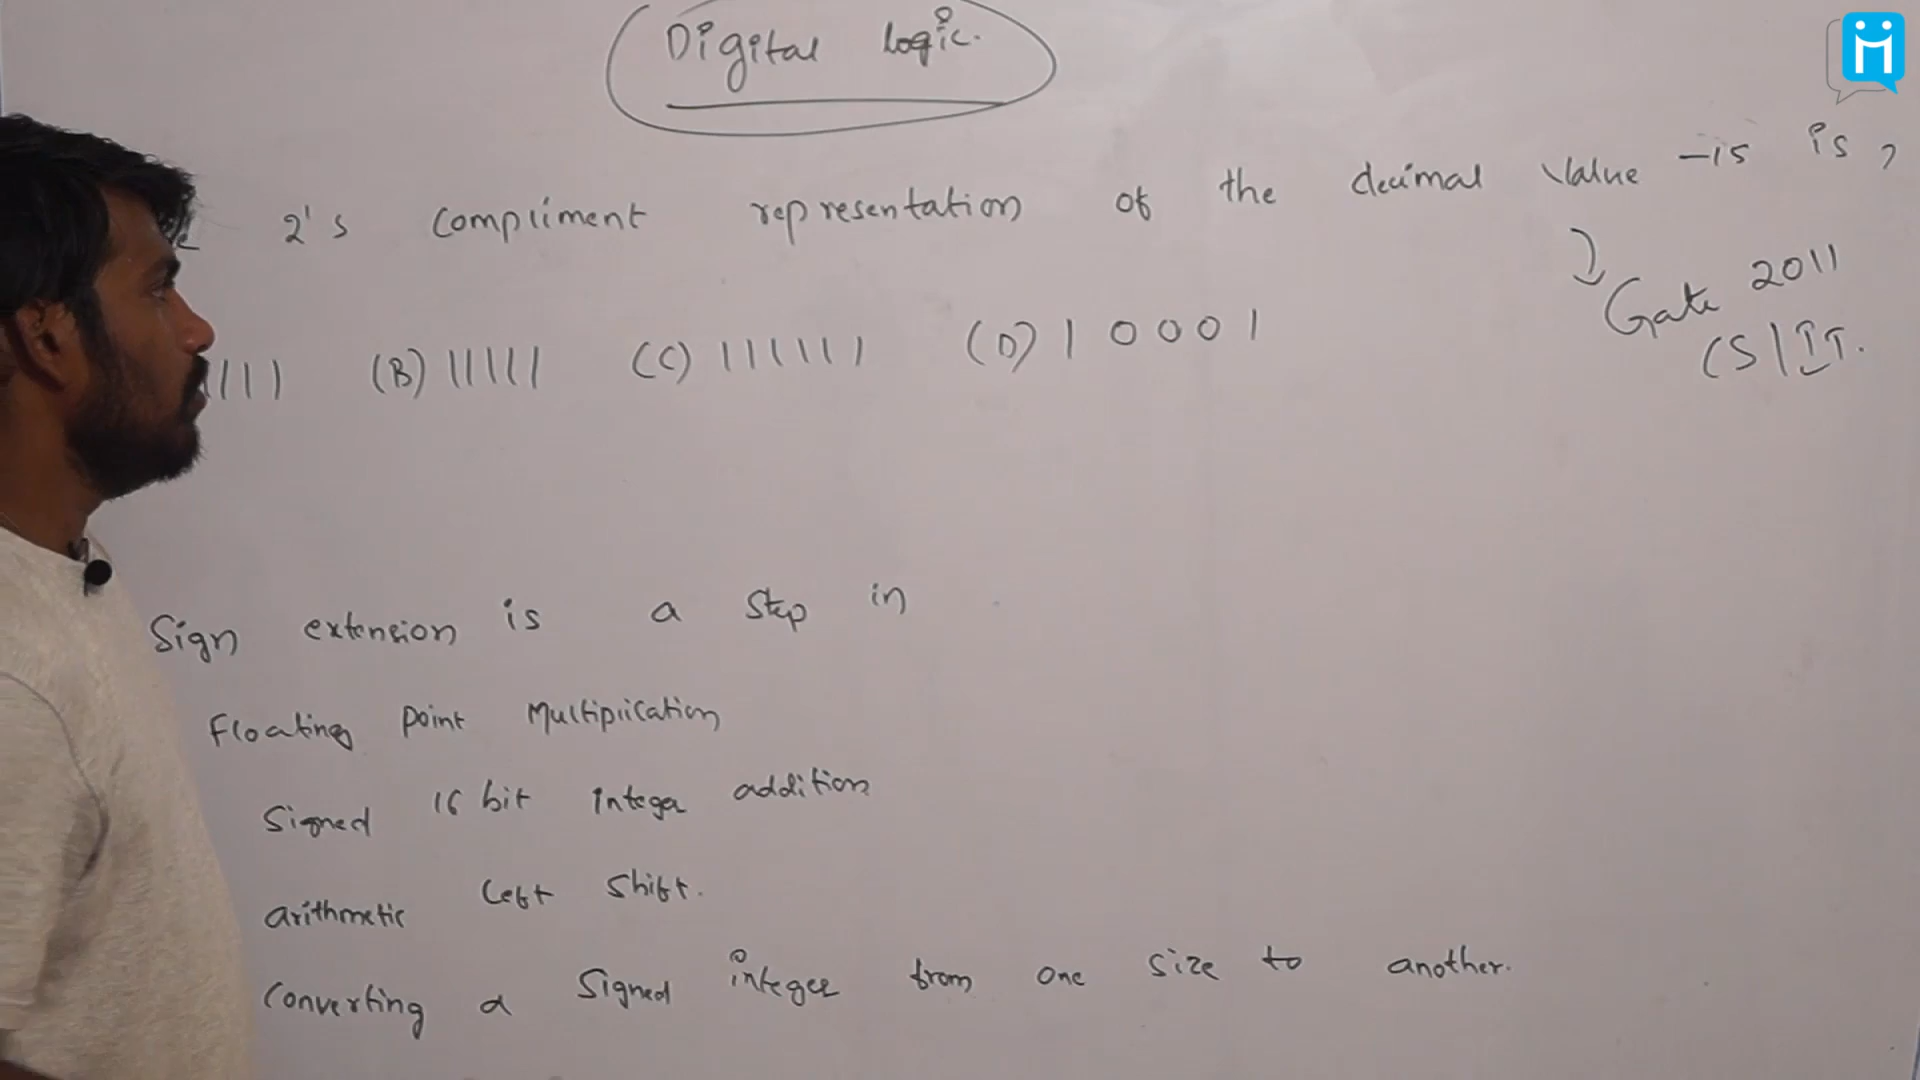 Digital logic.
2's compliment representation of the decimal value -15 is,
Gate 2011
CS|IT.
(B) 11111 (C) 111111 (D) 10001
Sign extension is a step in
Floating point Multiplication
Signed 16 bit integer addition
arithmetic left shift.
Converting a signed integer from one size to another.